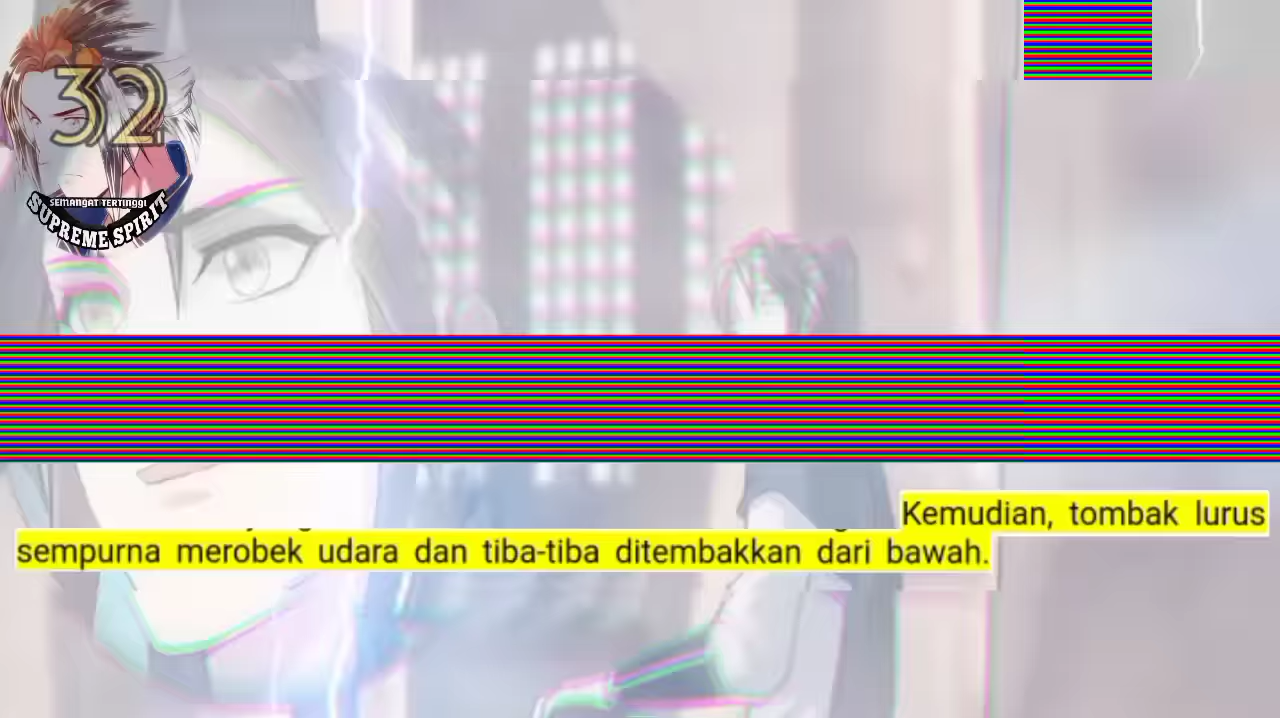 32
SEMANGAT TERTINGGI
SUPREME SPIRIT
Kemudian, tombak lurus
sempurna merobek udara dan tiba-tiba ditembakkan dari bawah.